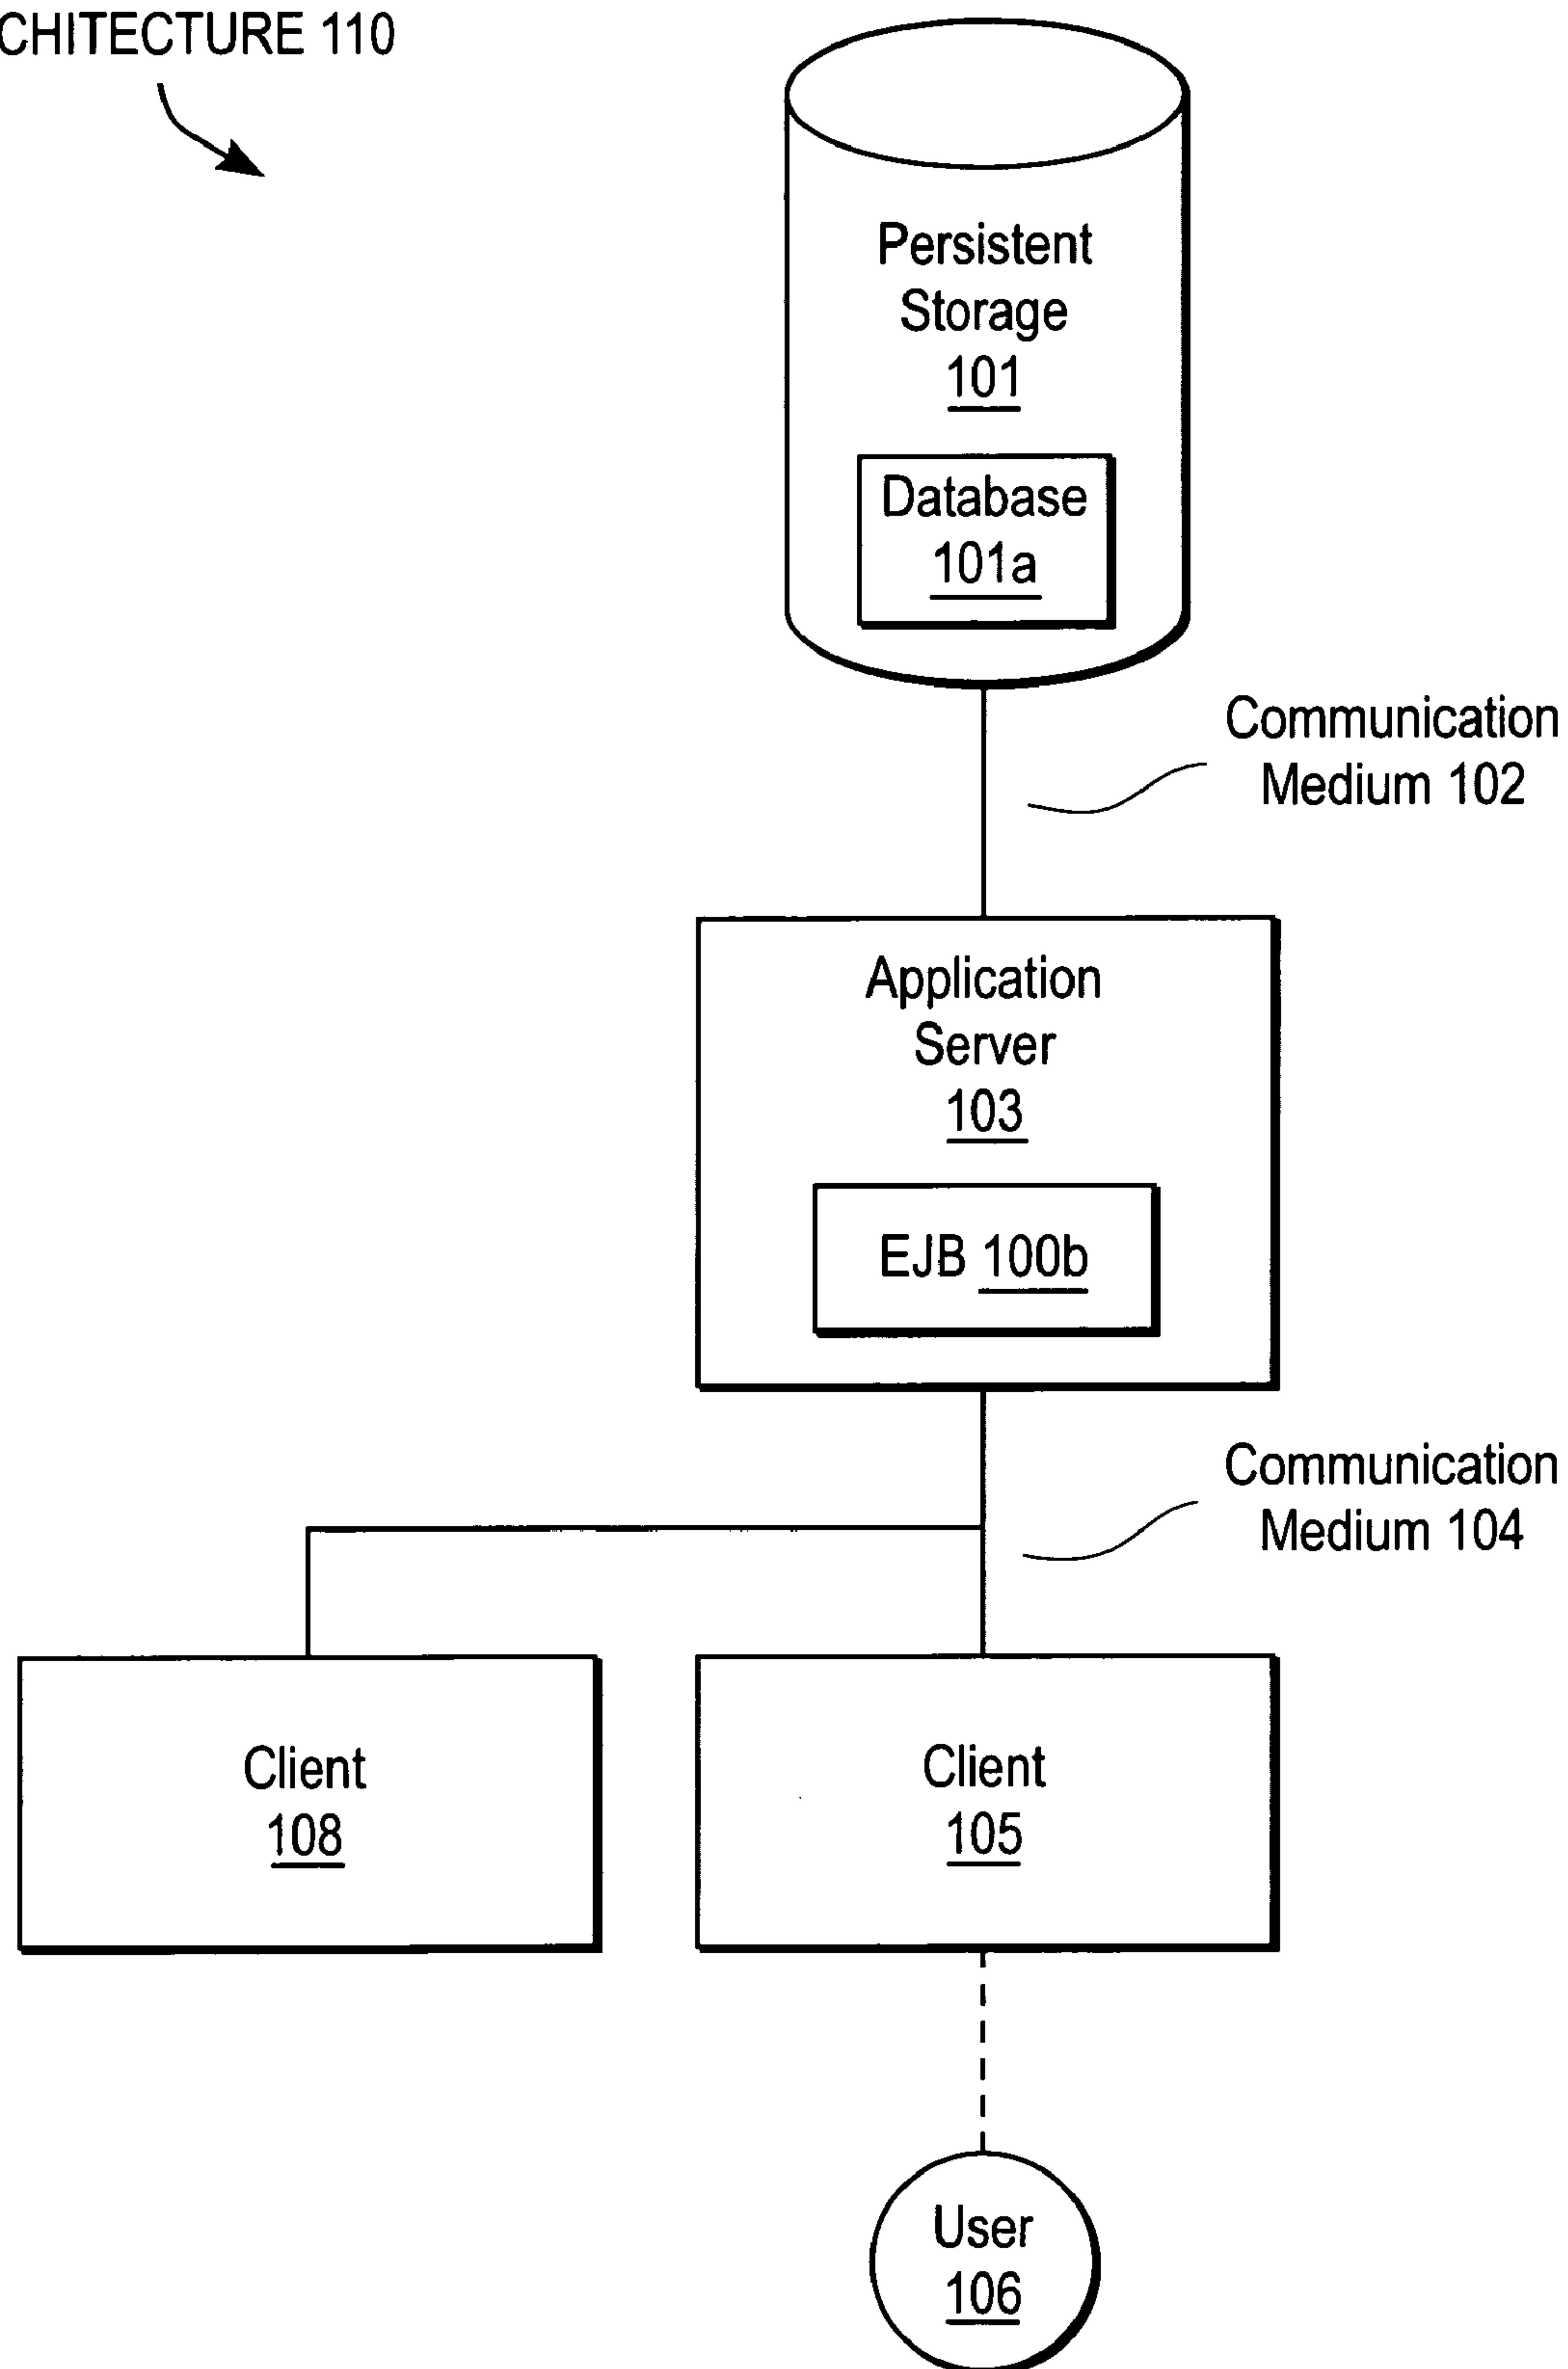 CHITECTURE 110
Persistent
Storage
101
Database
101a
Communication
Medium 102
Application
Server
103
EJB 100b
Communication
Medium 104
Client
108
Client
105
User
106